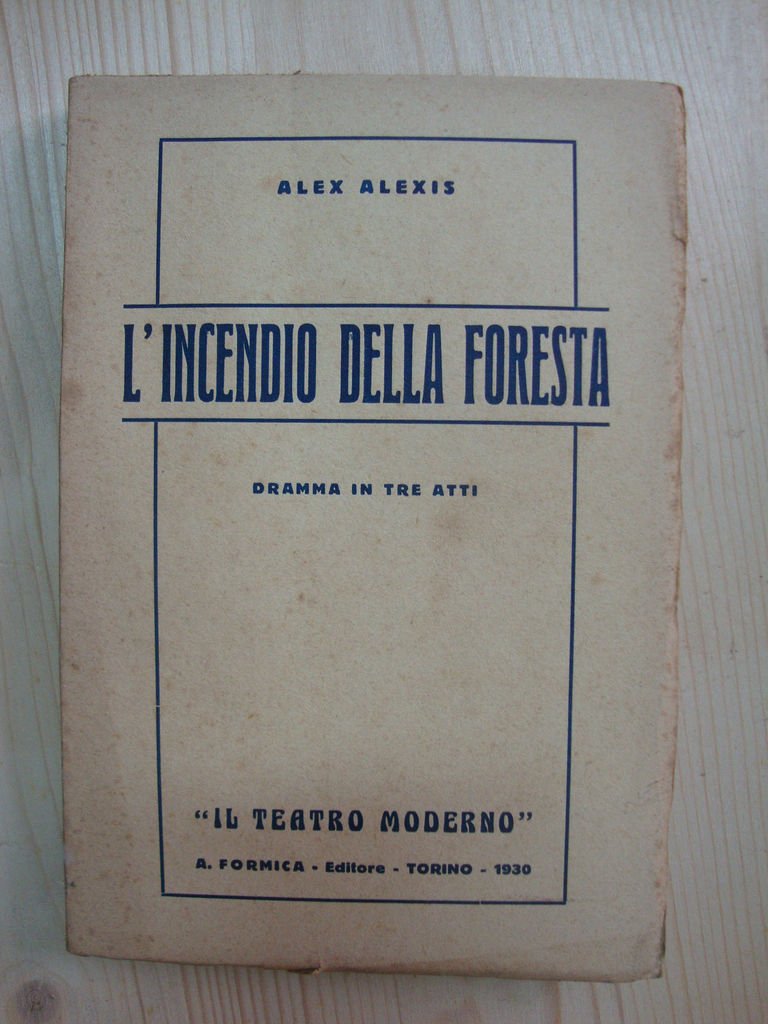 ALEX ALEXIS
L'INCENDIO DELLA FORESTA
DRAMMA IN TRE ATTI
“IL TEATRO MODERNO”
A. FORMICA - Editore - TORINO - 1930